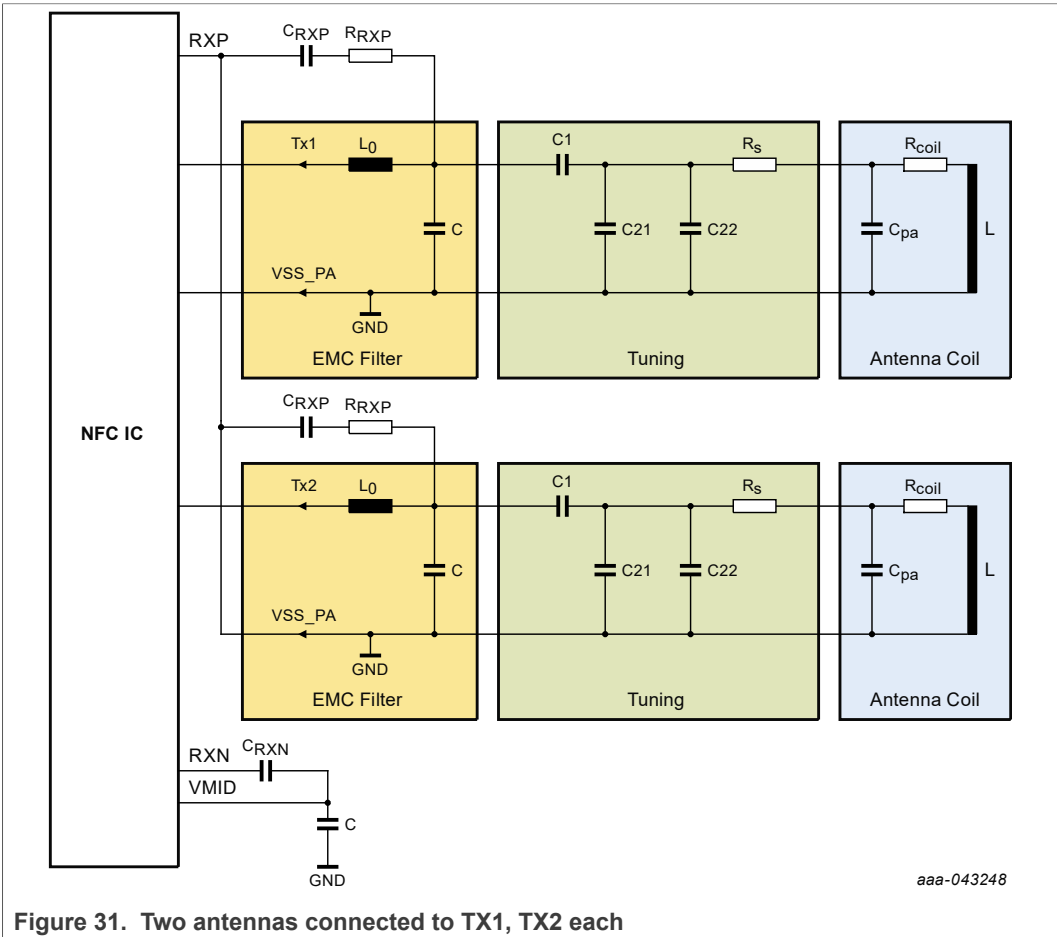 RXP
CRXP RRXP
Tx1 L0
C
VSS_PA
GND
EMC Filter
C1 Rs
C21 C22
Tuning
Rcoil
Cpa L
Antenna Coil
NFC IC
CRXP RRXP
Tx2 L0
C
VSS_PA
GND
EMC Filter
C1 Rs
C21 C22
Tuning
Rcoil
Cpa L
Antenna Coil
RXN CRXN
VMID
C
GND
aaa-043248
Figure 31. Two antennas connected to TX1, TX2 each